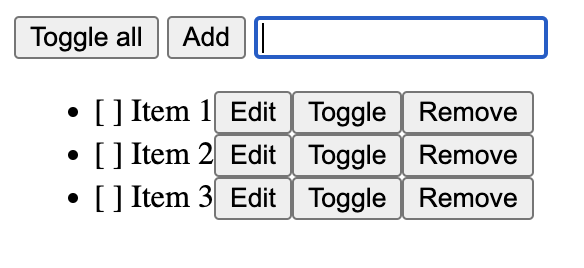 Toggle all Add
• [ ] Item 1 Edit Toggle Remove
• [ ] Item 2 Edit Toggle Remove
• [ ] Item 3 Edit Toggle Remove